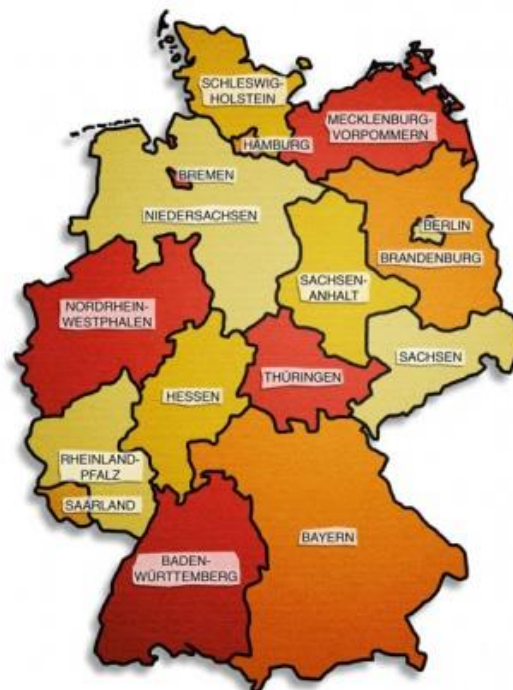 SCHLESWIG-
HOLSTEIN
MECKLENBURG-
VORPOMMERN
HAMBURG
BREMEN
NIEDERSACHSEN
BERLIN
BRANDENBURG
SACHSEN-
ANHALT
NORDRHEIN-
WESTPHALEN
SACHSEN
THÜRINGEN
HESSEN
RHEINLAND-
PFALZ
SAARLAND
BAYERN
BADEN-
WÜRTTEMBERG